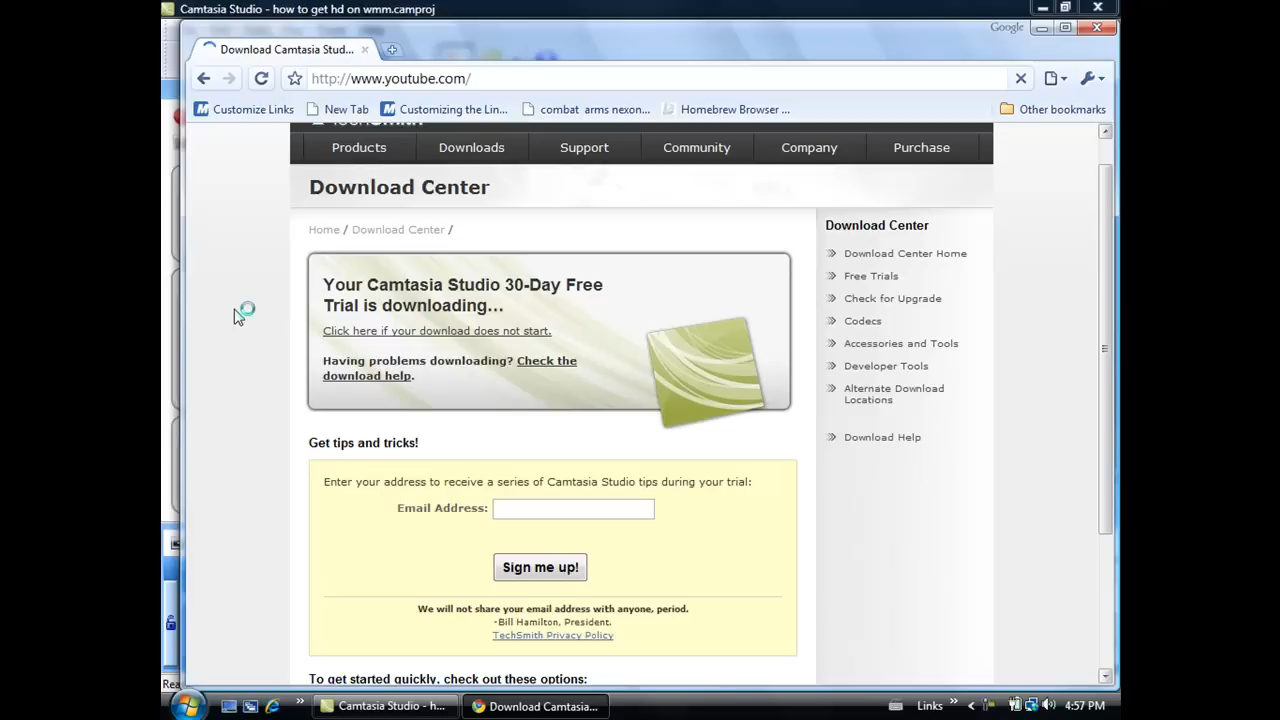 Camtasia Studio - how to get hd on wmm.camproj
Google
Download Camtasia Stud...
http://www.youtube.com/
Customize Links
New Tab
Customizing the Lin...
combat arms nexon...
Homebrew Browser ...
Other bookmarks
Products
Downloads
Support
Community
Company
Purchase
Download Center
Home / Download Center /
Your Camtasia Studio 30-Day Free
Trial is downloading...
Click here if your download does not start.
Having problems downloading? Check the
download help.
Get tips and tricks!
Enter your address to receive a series of Camtasia Studio tips during your trial:
Email Address:
Sign me up!
We will not share your email address with anyone, period.
-Bill Hamilton, President.
TechSmith Privacy Policy
To get started quickly, check out these options:
Download Center
Download Center Home
Free Trials
Check for Upgrade
Codecs
Accessories and Tools
Developer Tools
Alternate Download
Locations
Download Help
Camtasia Studio - h...
Download Camtasia...
Links
4:57 PM